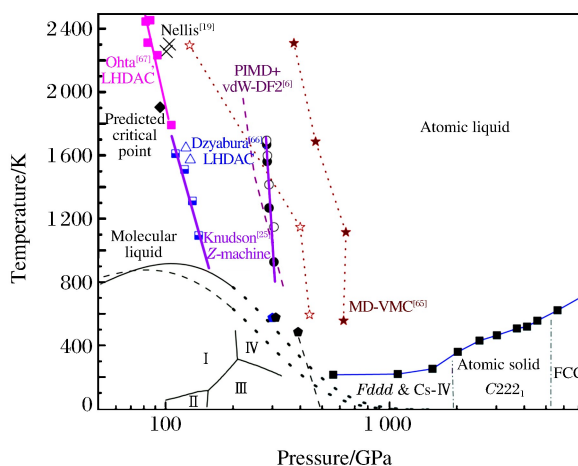 2 400
2 000
1 600
1 200
800
400
0
Temperature/K
100
1 000
Pressure/GPa
Nellis[19]
Ohta[67],
LHDAC
PIMD+
vdW-DF2[6]
Predicted
critical
point
Dzyabura[66]
LHDAC
Atomic liquid
Molecular
liquid
Knudson[25]
Z-machine
MD-VMC[65]
I
IV
II
III
Fddd & Cs-IV
Atomic solid
C2221
FCC